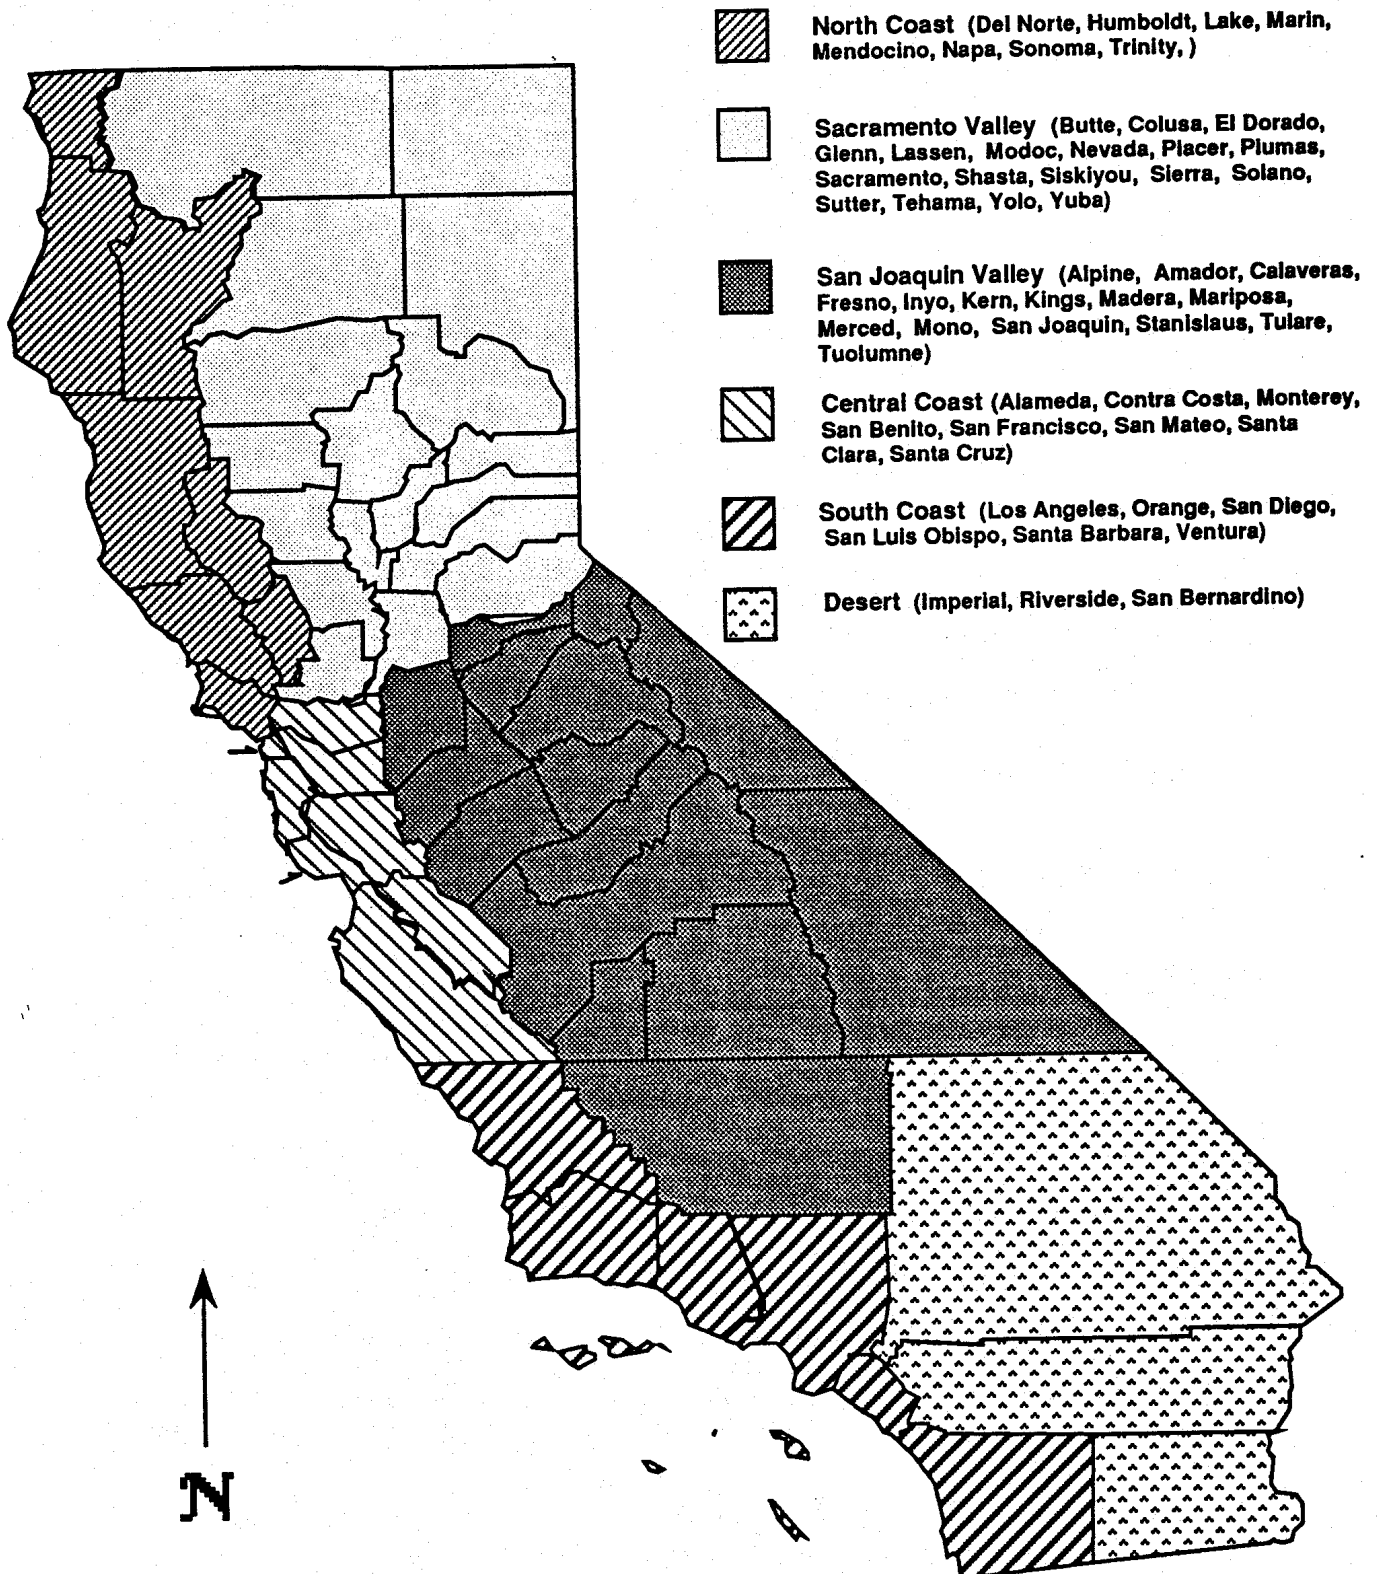 North Coast (Del Norte, Humboldt, Lake, Marin,
Mendocino, Napa, Sonoma, Trinity, )
Sacramento Valley (Butte, Colusa, El Dorado,
Glenn, Lassen, Modoc, Nevada, Placer, Plumas,
Sacramento, Shasta, Siskiyou, Sierra, Solano,
Sutter, Tehama, Yolo, Yuba)
San Joaquin Valley (Alpine, Amador, Calaveras,
Fresno, Inyo, Kern, Kings, Madera, Mariposa,
Merced, Mono, San Joaquin, Stanislaus, Tulare,
Tuolumne)
Central Coast (Alameda, Contra Costa, Monterey,
San Benito, San Francisco, San Mateo, Santa
Clara, Santa Cruz)
South Coast (Los Angeles, Orange, San Diego,
San Luis Obispo, Santa Barbara, Ventura)
Desert (Imperial, Riverside, San Bernardino)
N